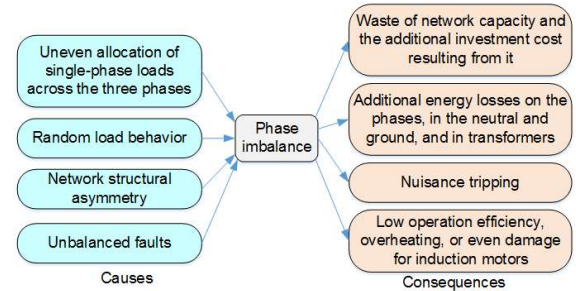 Uneven allocation of
single-phase loads
across the three phases
Random load behavior
Network structural
asymmetry
Unbalanced faults
Causes
Phase
imbalance
Waste of network capacity and
the additional investment cost
resulting from it
Additional energy losses on the
phases, in the neutral and
ground, and in transformers
Nuisance tripping
Low operation efficiency,
overheating, or even damage
for induction motors
Consequences